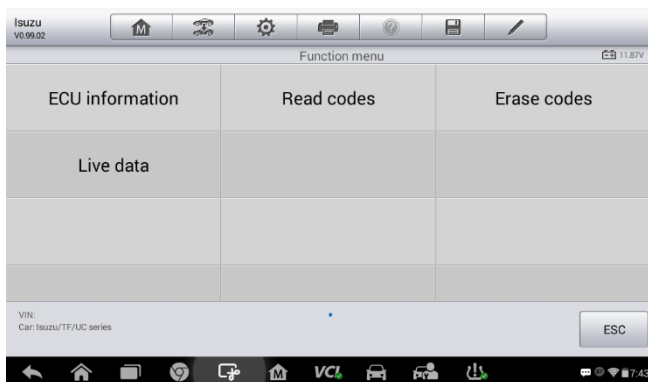 Isuzu
V0.99.02
Function menu
11.87V
ECU information
Read codes
Erase codes
Live data
VIN:
Car: Isuzu/TF/UC series
ESC
VCI
7:43